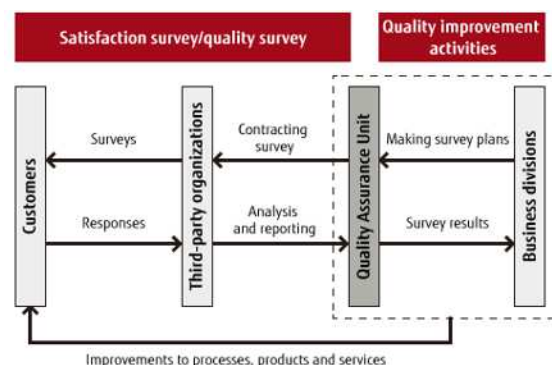 Satisfaction survey/quality survey
Quality improvement
activities
Customers
Surveys
Responses
Third-party organizations
Contracting
survey
Analysis
and reporting
Quality Assurance Unit
Making survey plans
Survey results
Business divisions
Improvements to processes, products and services